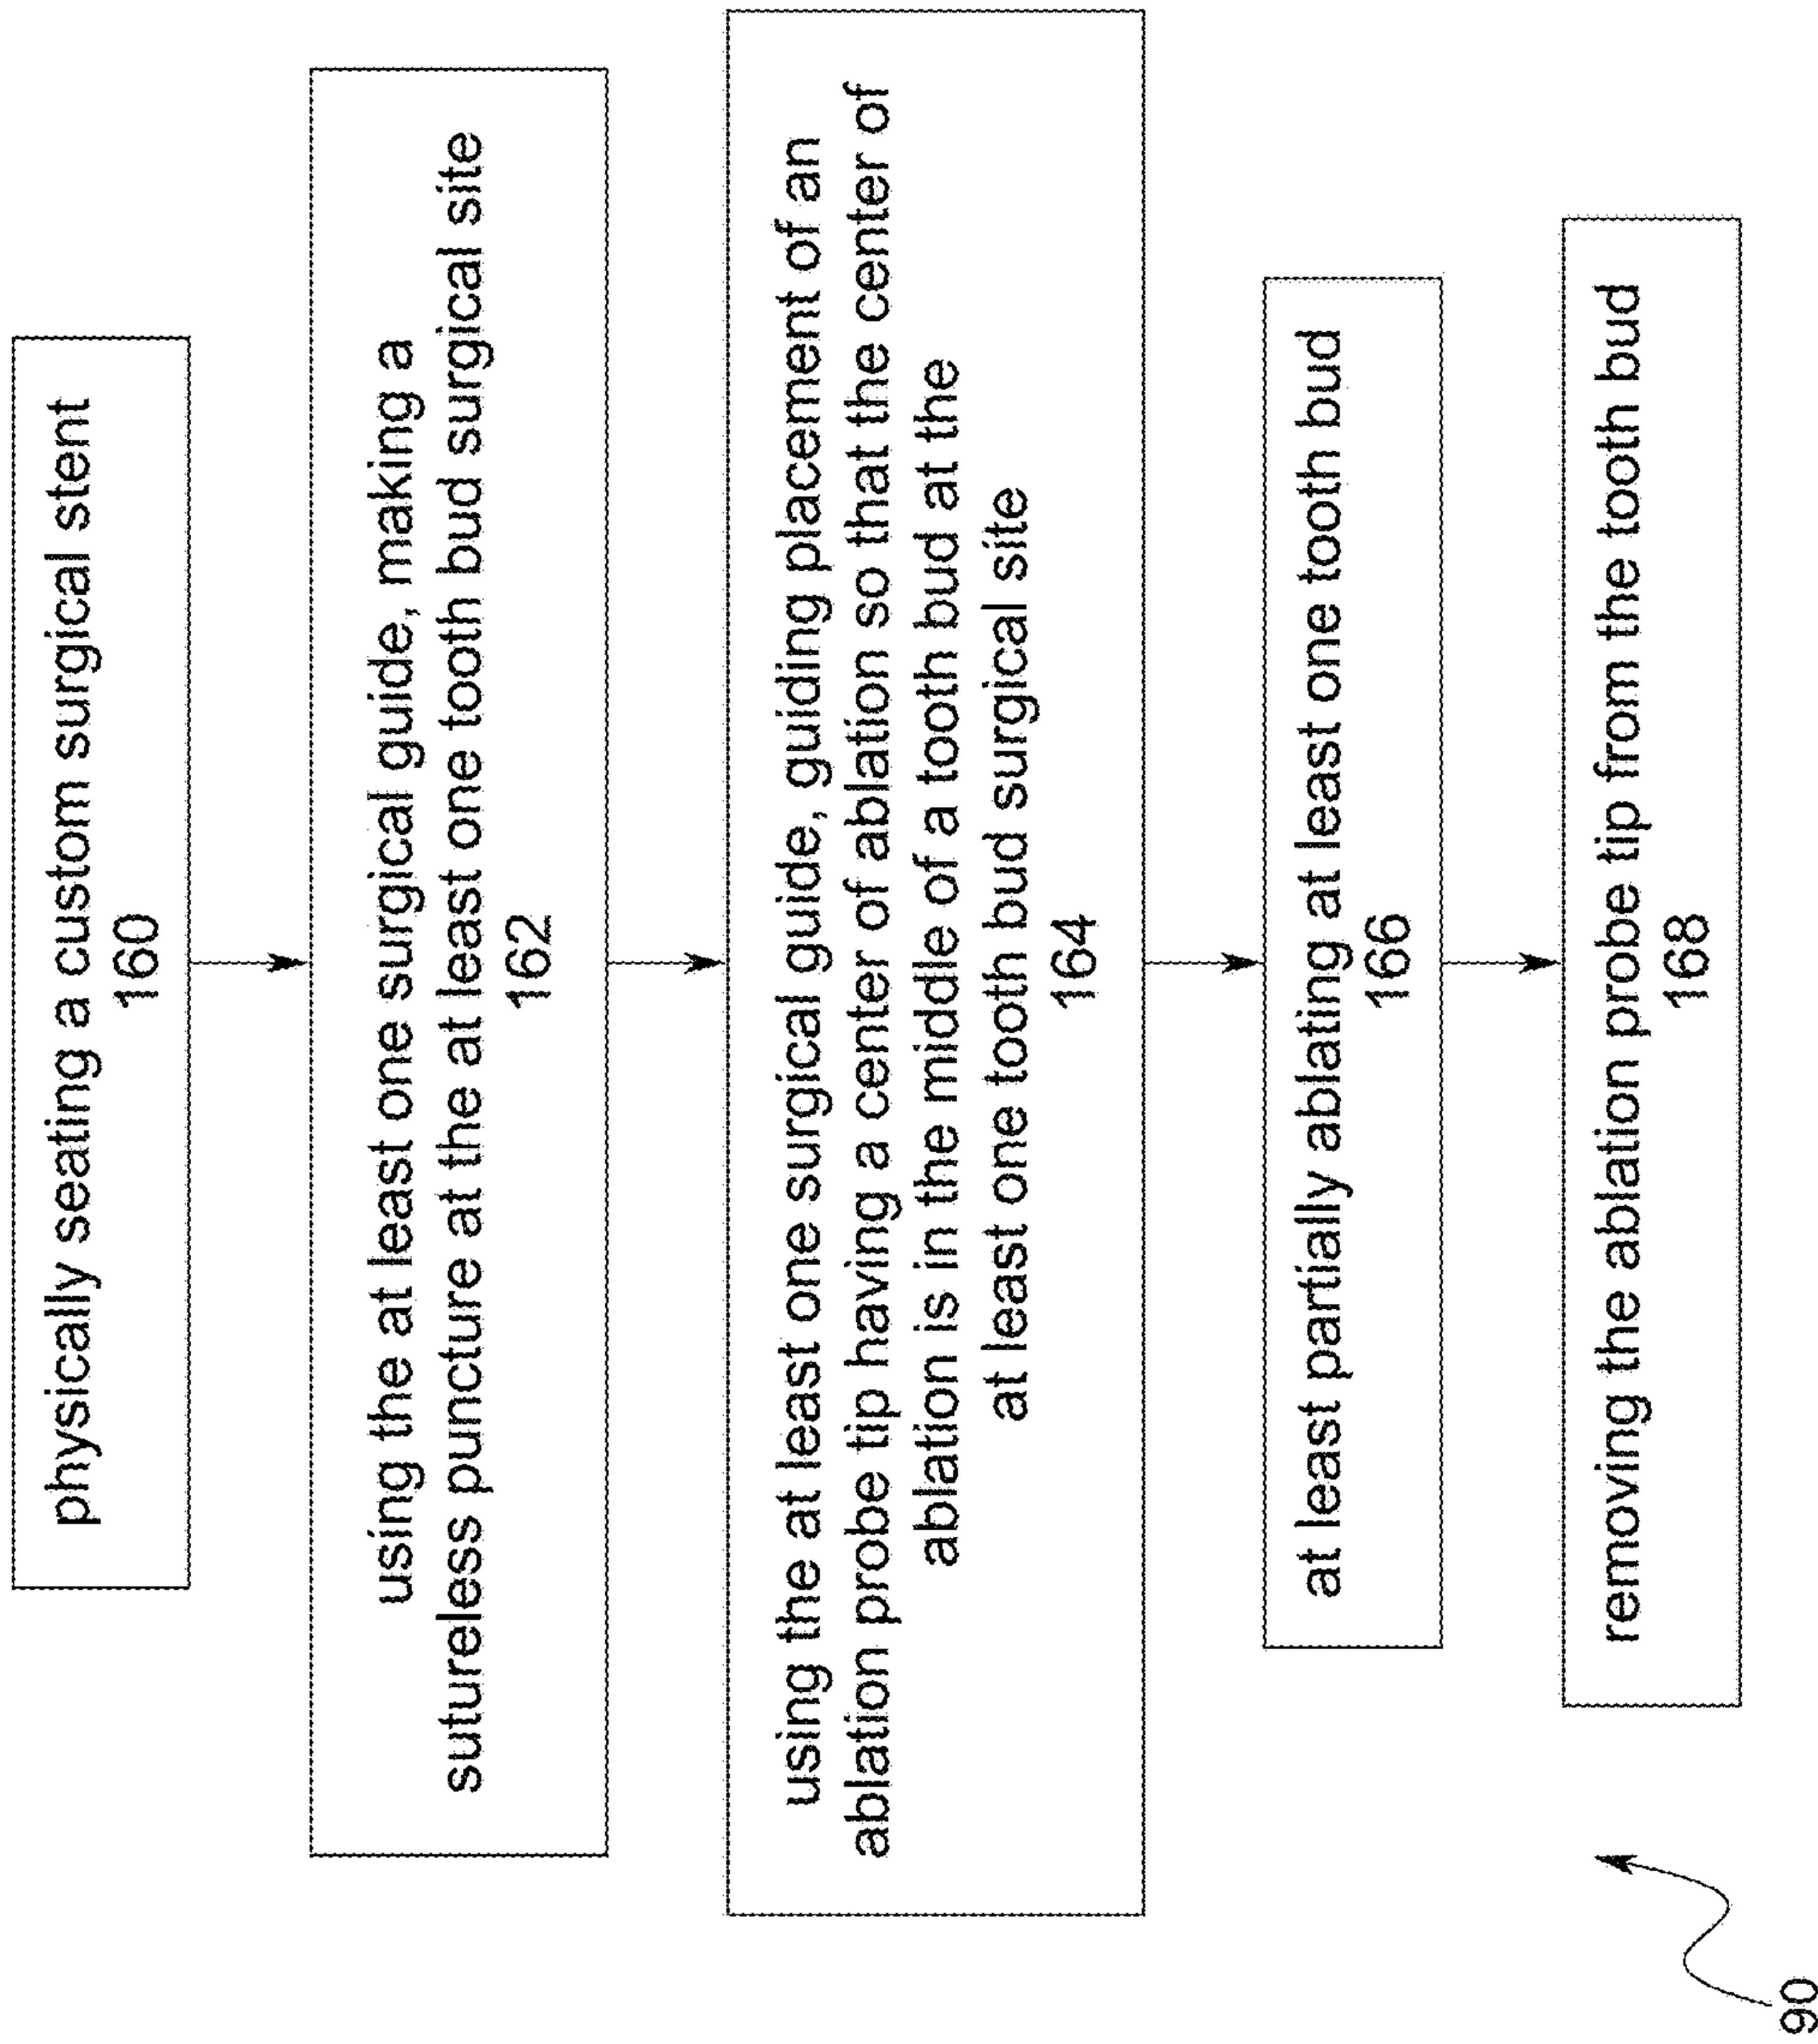 physically seating a custom surgical stent
160
using the at least one surgical guide, making a
sutureless puncture at the at least one tooth bud surgical site
162
using the at least one surgical guide, guiding placement of an
ablation probe tip having a center of ablation so that the center of
ablation is in the middle of a tooth bud at the
at least one tooth bud surgical site
164
at least partially ablating at least one tooth bud
166
removing the ablation probe tip from the tooth bud
168
90